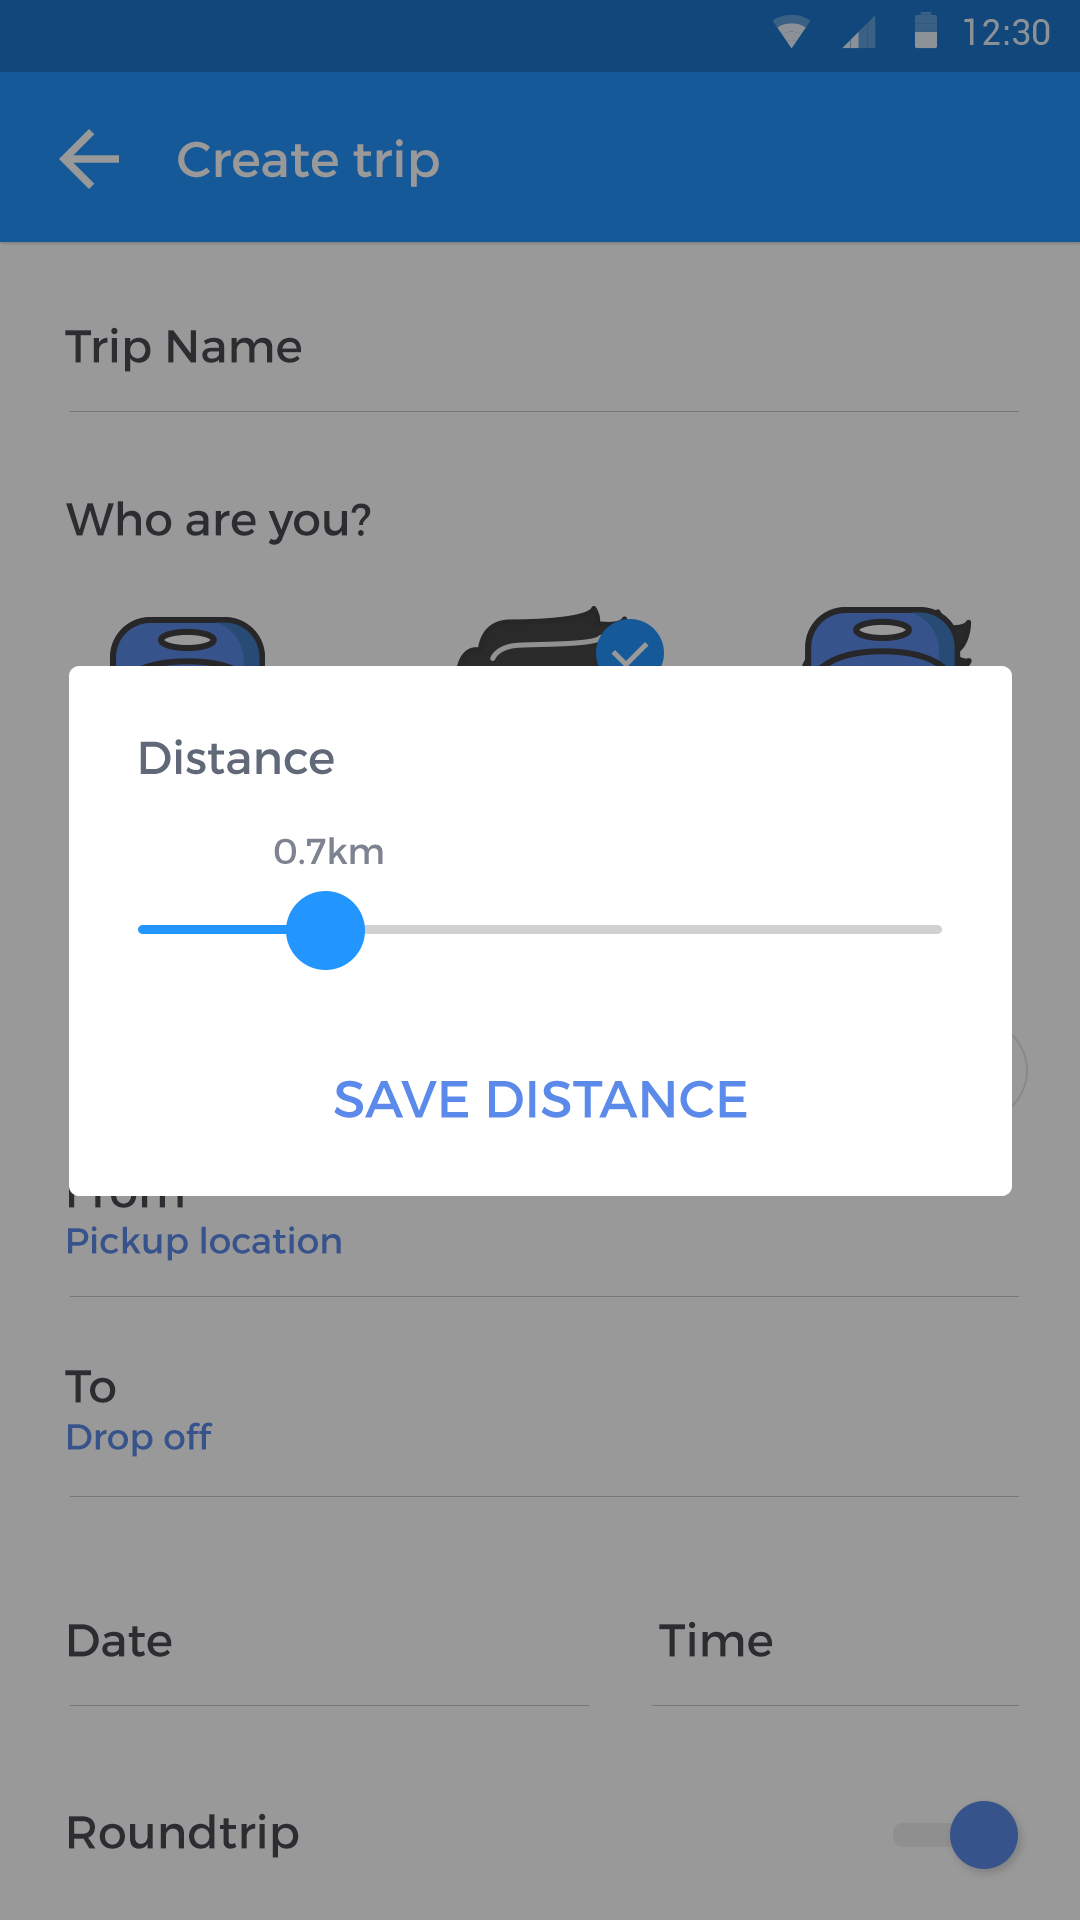 12:30
Create trip
Trip Name
Who are you?
Distance
0.7km
SAVE DISTANCE
From
Pickup location
To
Drop off
Date
Time
Roundtrip